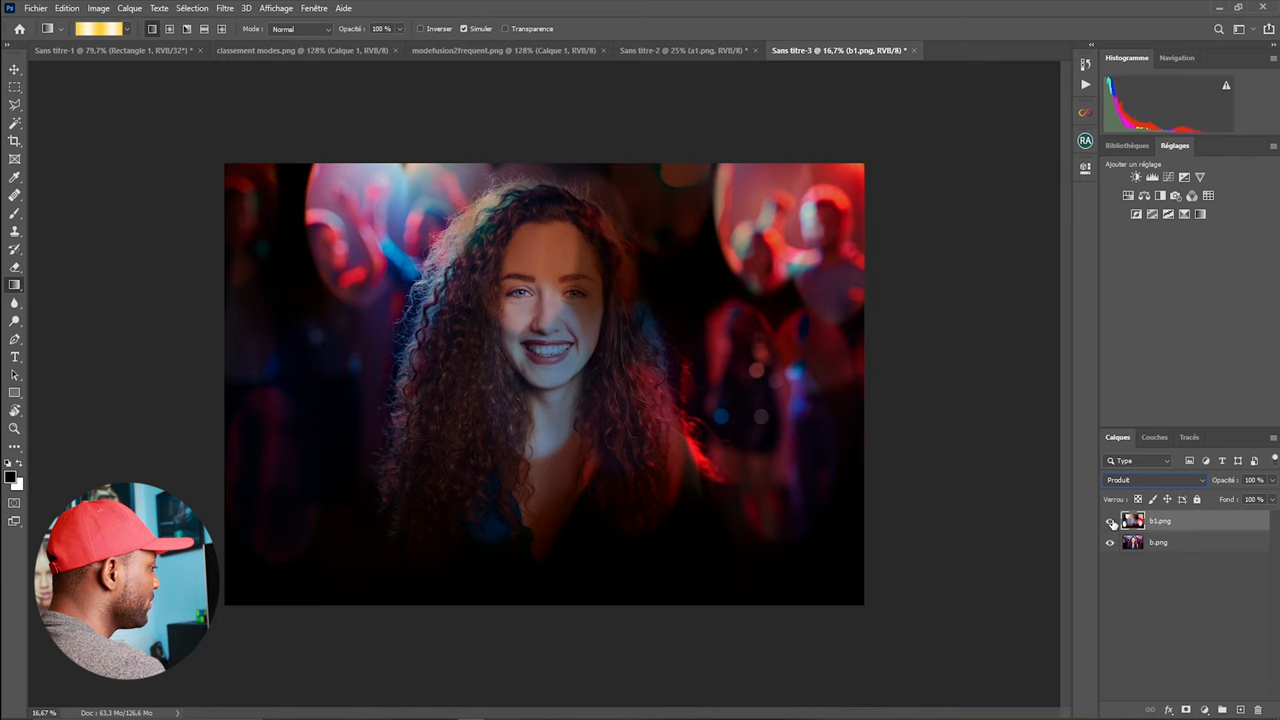 Ps Fichier Edition Image Calque Texte Sélection Filtre 3D Affichage Fenêtre Aide
Mode : Normal Opacité : 100 % Inverser Simuler Transparence
Sans titre-1 @ 79,7% (Rectangle 1, RVB/32*) * × classement modes.png @ 128% (Calque 1, RVB/8) × modefusion2frequent.png @ 128% (Calque 1, RVB/8) × Sans titre-2 @ 25% (a1.png, RVB/8) * × Sans titre-3 @ 16,7% (b1.png, RVB/8) * ×
Histogramme Navigation
RA
Bibliothèques Réglages
Ajouter un réglage
Calques Couches Tracés
Type
Produit Opacité : 100 %
Verrou : Fond : 100 %
b1.png
b.png
16,67 % Doc : 63,3 Mo/126,6 Mo